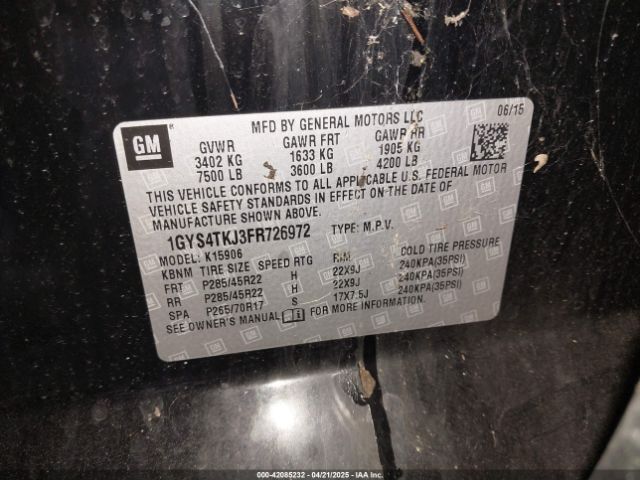 MFD BY GENERAL MOTORS LLC 06/15
GM ®
GVWR GAWR FRT GAWR RR
3402 KG 1633 KG 1905 KG
7500 LB 3600 LB 4200 LB
THIS VEHICLE CONFORMS TO ALL APPLICABLE U.S. FEDERAL MOTOR
VEHICLE SAFETY STANDARDS IN EFFECT ON THE DATE OF
MANUFACTURE SHOWN ABOVE.
1GYS4TKJ3FR726972 TYPE: M.P.V.
MODEL: K15906
KBNM TIRE SIZE SPEED RTG RIM COLD TIRE PRESSURE
FRT P285/45R22 H 22X9J 240KPA(35PSI)
RR P285/45R22 H 22X9J 240KPA(35PSI)
SPA P265/70R17 S 17X7.5J 240KPA(35PSI)
SEE OWNER'S MANUAL FOR MORE INFORMATION.
000-42085232 04/21/2025 IAAI.COM